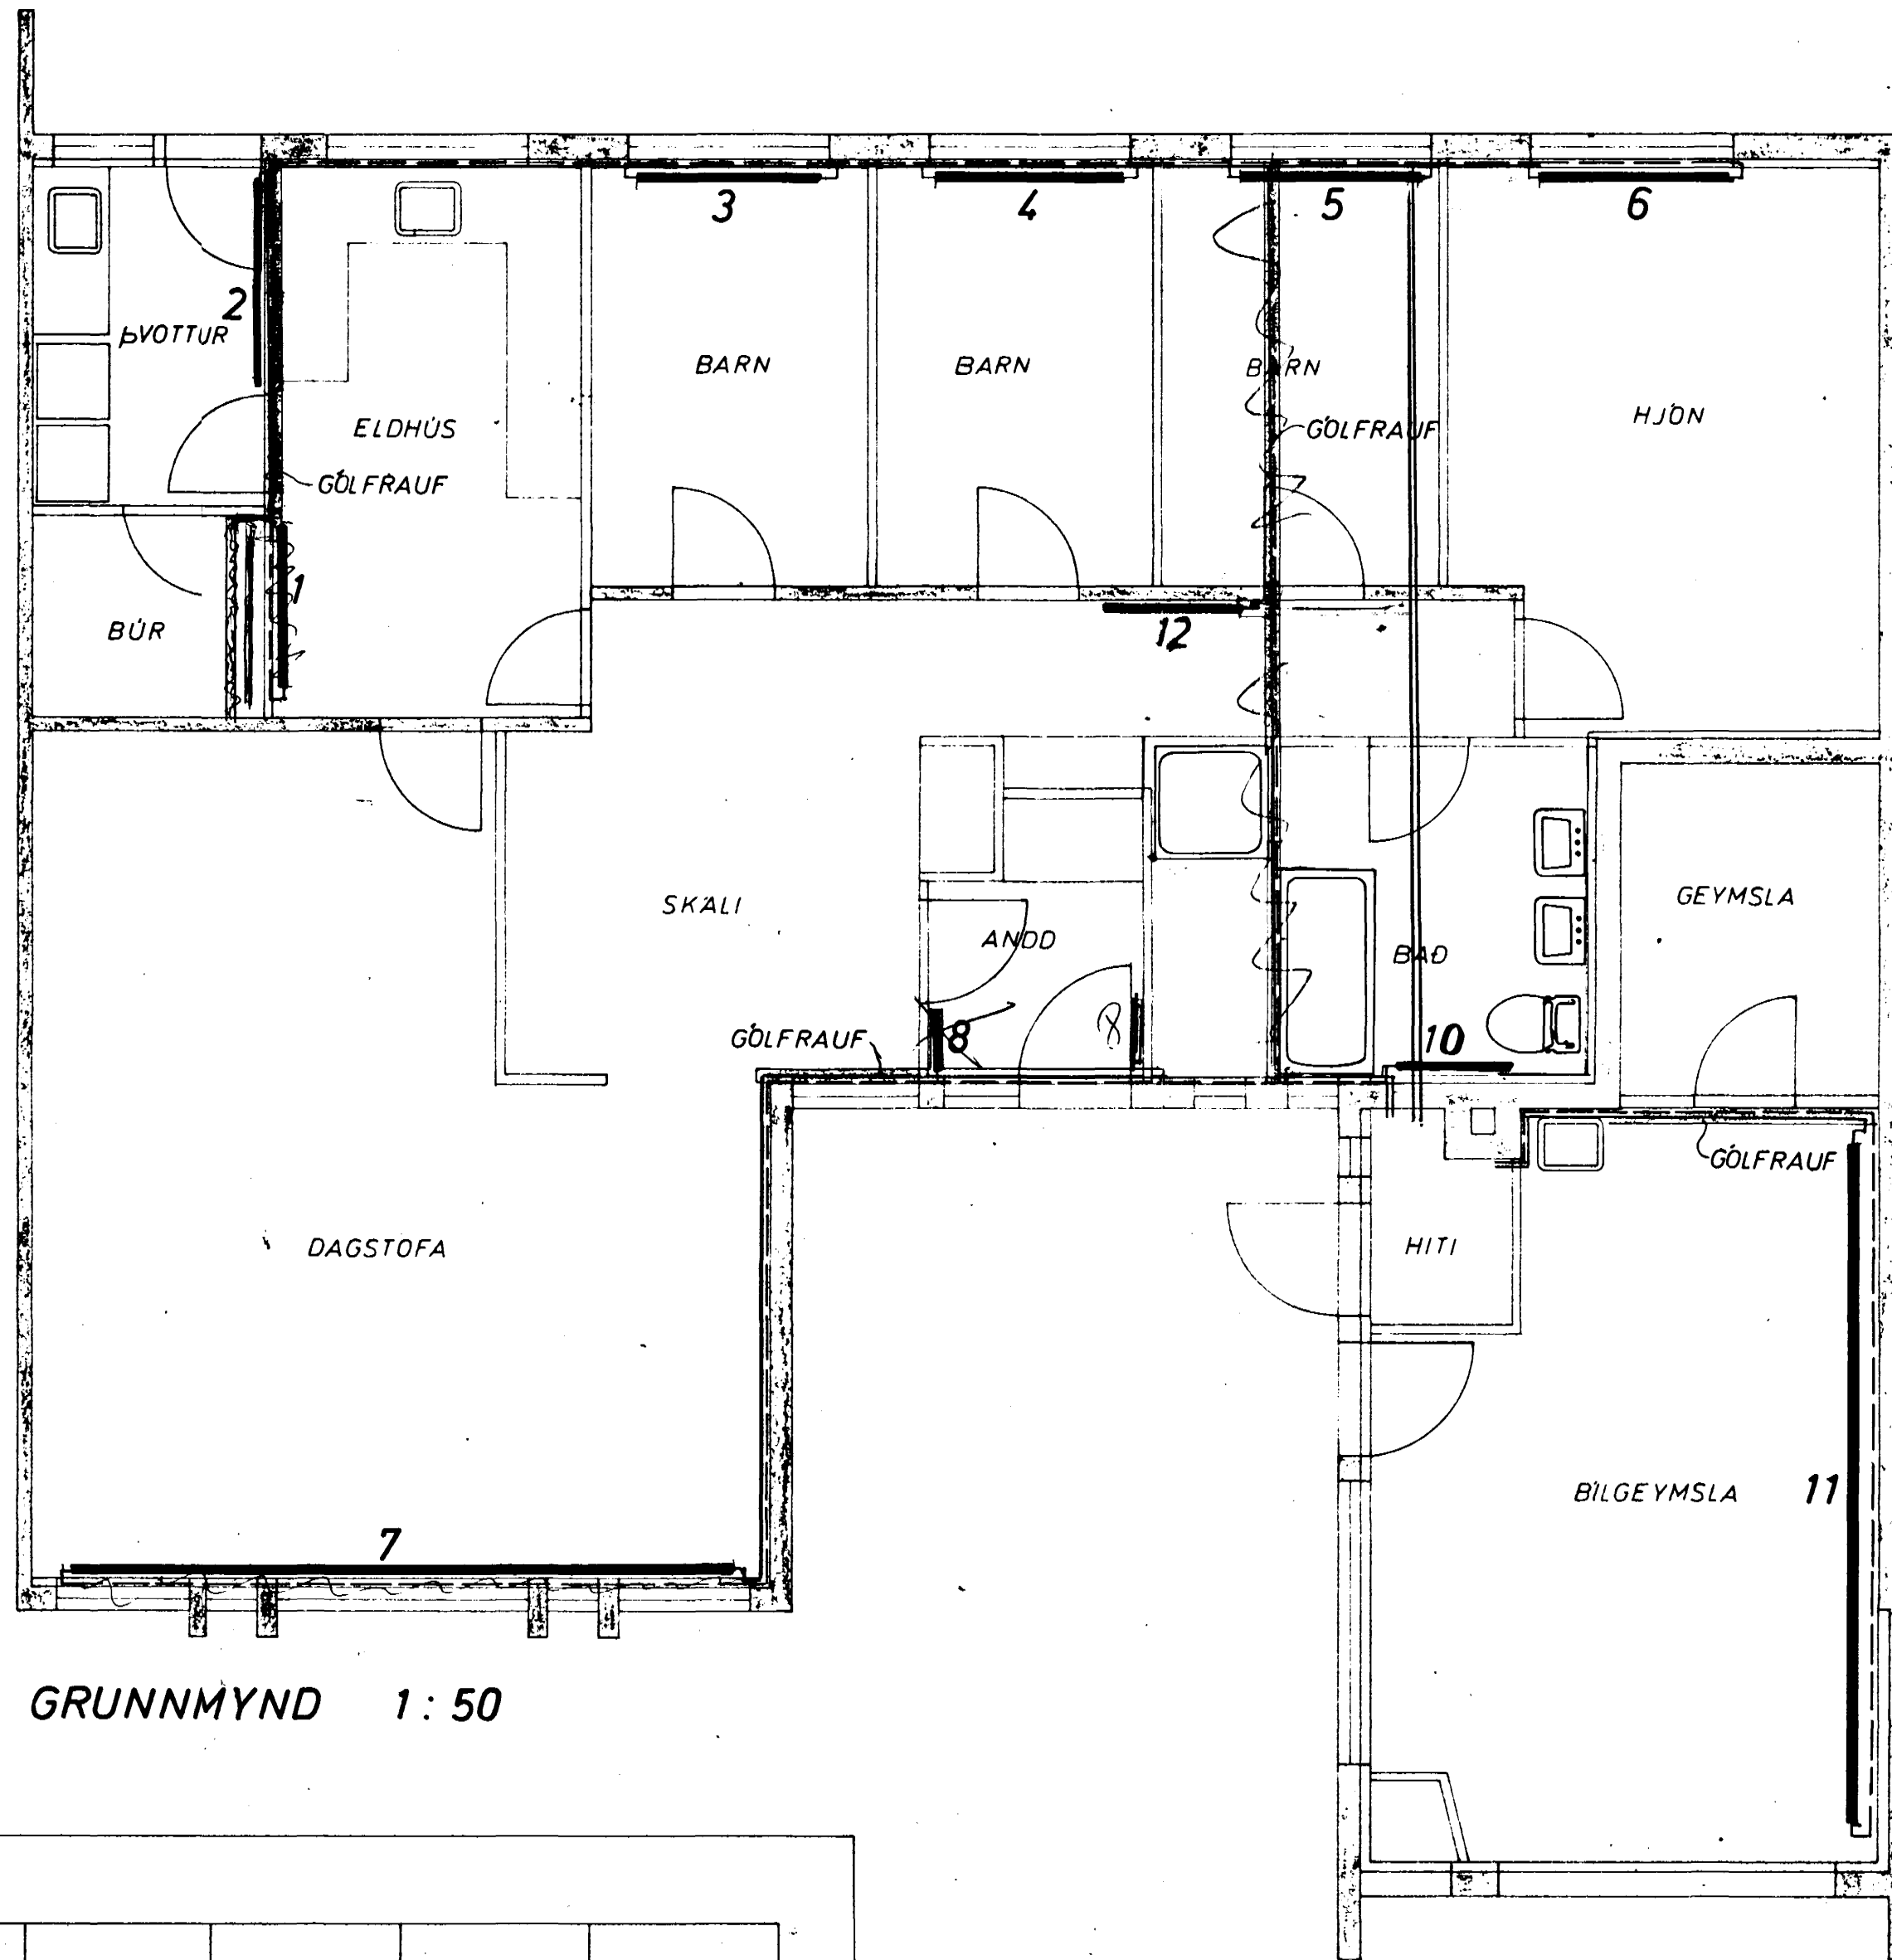 3
4
5
6
2
ÞVOTTUR
BARN
BARN
BARN
HJÓN
ELDHÚS
GÓLFRAUF
GÓLFRAUF
1
BÚR
12
SKÁLI
ANDD
BAÐ
GEYMSLA
GÓLFRAUF
8
8
10
GÓLFRAUF
DAGSTOFA
HITI
BÍLGEYMSLA
11
7
GRUNNMYND 1:50